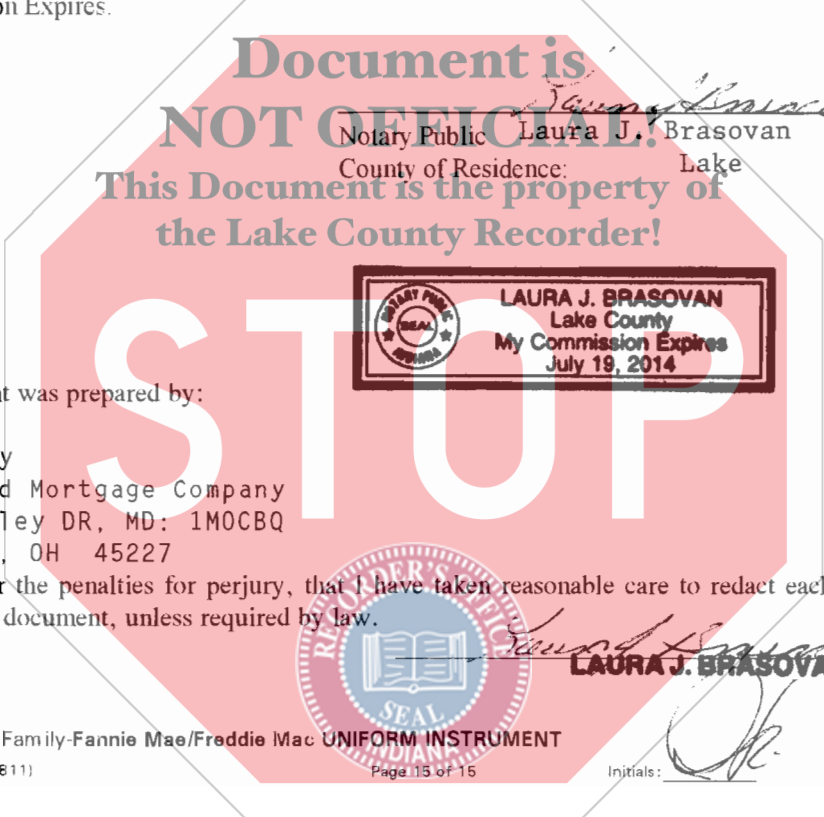 on Expires.
Document is
NOT OFFICIAL!
Notary Public Laura J. Brasovan
County of Residence: Lake
This Document is the property of
the Lake County Recorder!
NOTARY PUBLIC
SEAL
INDIANA
LAURA J. BRASOVAN
Lake County
My Commission Expires
July 19, 2014
STOP
t was prepared by:
y
d Mortgage Company
ley DR, MD: 1MOCBQ
, OH 45227
r the penalties for perjury, that I have taken reasonable care to redact eac
document, unless required by law.
RECORDER'S OFFICE
SEAL
INDIANA
LAURA J. BRASOVA
Family-Fannie Mae/Freddie Mac UNIFORM INSTRUMENT
811)
Page 15 of 15
Initials: